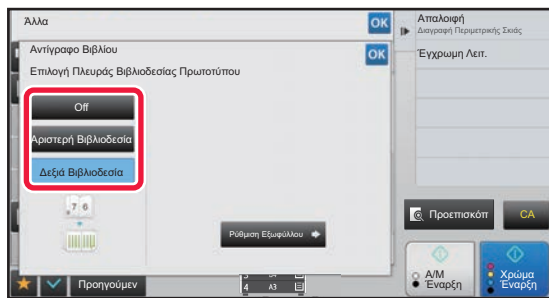 Άλλα
OK
Αντίγραφο Βιβλίου
OK
Επιλογή Πλευράς Βιβλιοδεσίας Πρωτοτύπου
Off
Αριστερή Βιβλιοδεσία
Δεξιά Βιβλιοδεσία
7 6
Ρύθμιση Εξωφύλλου
Προηγούμεν
4 A3
Απαλοιφή
Διαγραφή Περιμετρικής Σκιάς
Έγχρωμη Λειτ.
Προεπισκόπ
CA
Α/Μ
Έναρξη
Χρώμα
Έναρξη